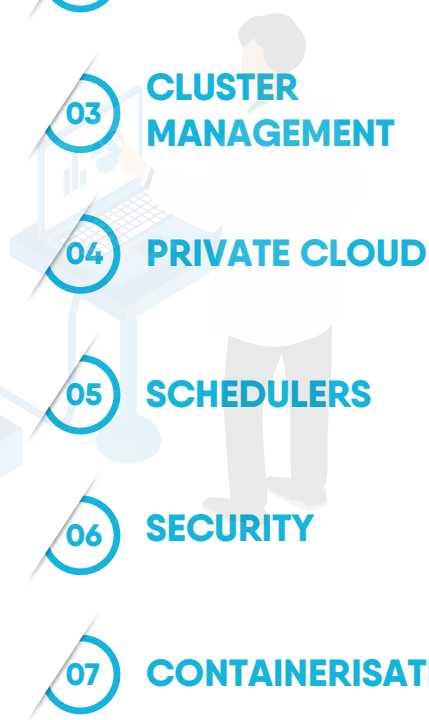 03
CLUSTER
MANAGEMENT
04
PRIVATE CLOUD
05
SCHEDULERS
06
SECURITY
07